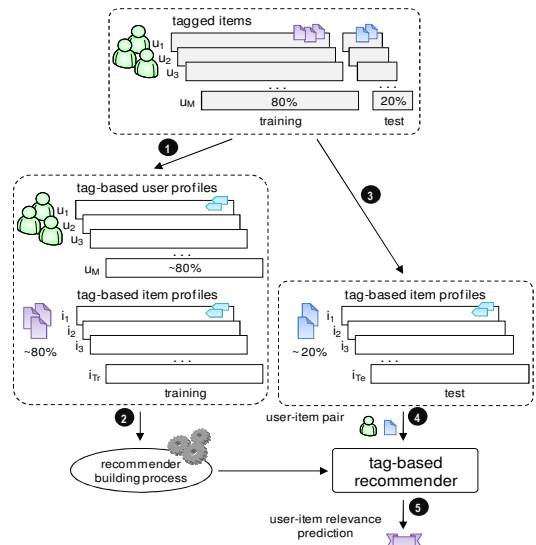 tagged items
u1
u2
u3
...
uM 80% 20%
training test
1
3
tag-based user profiles
u1
u2
u3
...
uM ~80%
tag-based item profiles
i1
i2
i3
~80%
...
iTr
training
tag-based item profiles
i1
i2
i3
~ 20%
...
iTe
test
2
user-item pair
4
recommender
building process
tag-based
recommender
5
user-item relevance
prediction